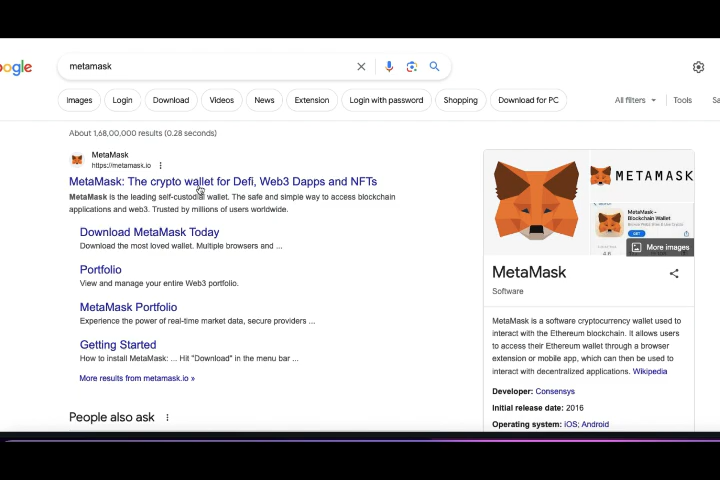 oogle
metamask
Images
Login
Download
Videos
News
Extension
Login with password
Shopping
Download for PC
All filters
Tools
About 1,68,00,000 results (0.28 seconds)
MetaMask
https://metamask.io
MetaMask: The crypto wallet for Defi, Web3 Dapps and NFTs
MetaMask is the leading self-custodial wallet. The safe and simple way to access blockchain
applications and web3. Trusted by millions of users worldwide.
Download MetaMask Today
Download the most loved wallet. Multiple browsers and ...
Portfolio
View and manage your entire Web3 portfolio.
MetaMask Portfolio
Experience the power of real-time market data, secure providers ...
Getting Started
How to install MetaMask: ... Hit "Download" in the menu bar ...
More results from metamask.io »
People also ask
METAMASK
MetaMask -
Blockchain Wallet
GET
More images
MetaMask
Software
MetaMask is a software cryptocurrency wallet used to
interact with the Ethereum blockchain. It allows users
to access their Ethereum wallet through a browser
extension or mobile app, which can then be used to
interact with decentralized applications. Wikipedia
Developer: Consensys
Initial release date: 2016
Operating system: iOS; Android